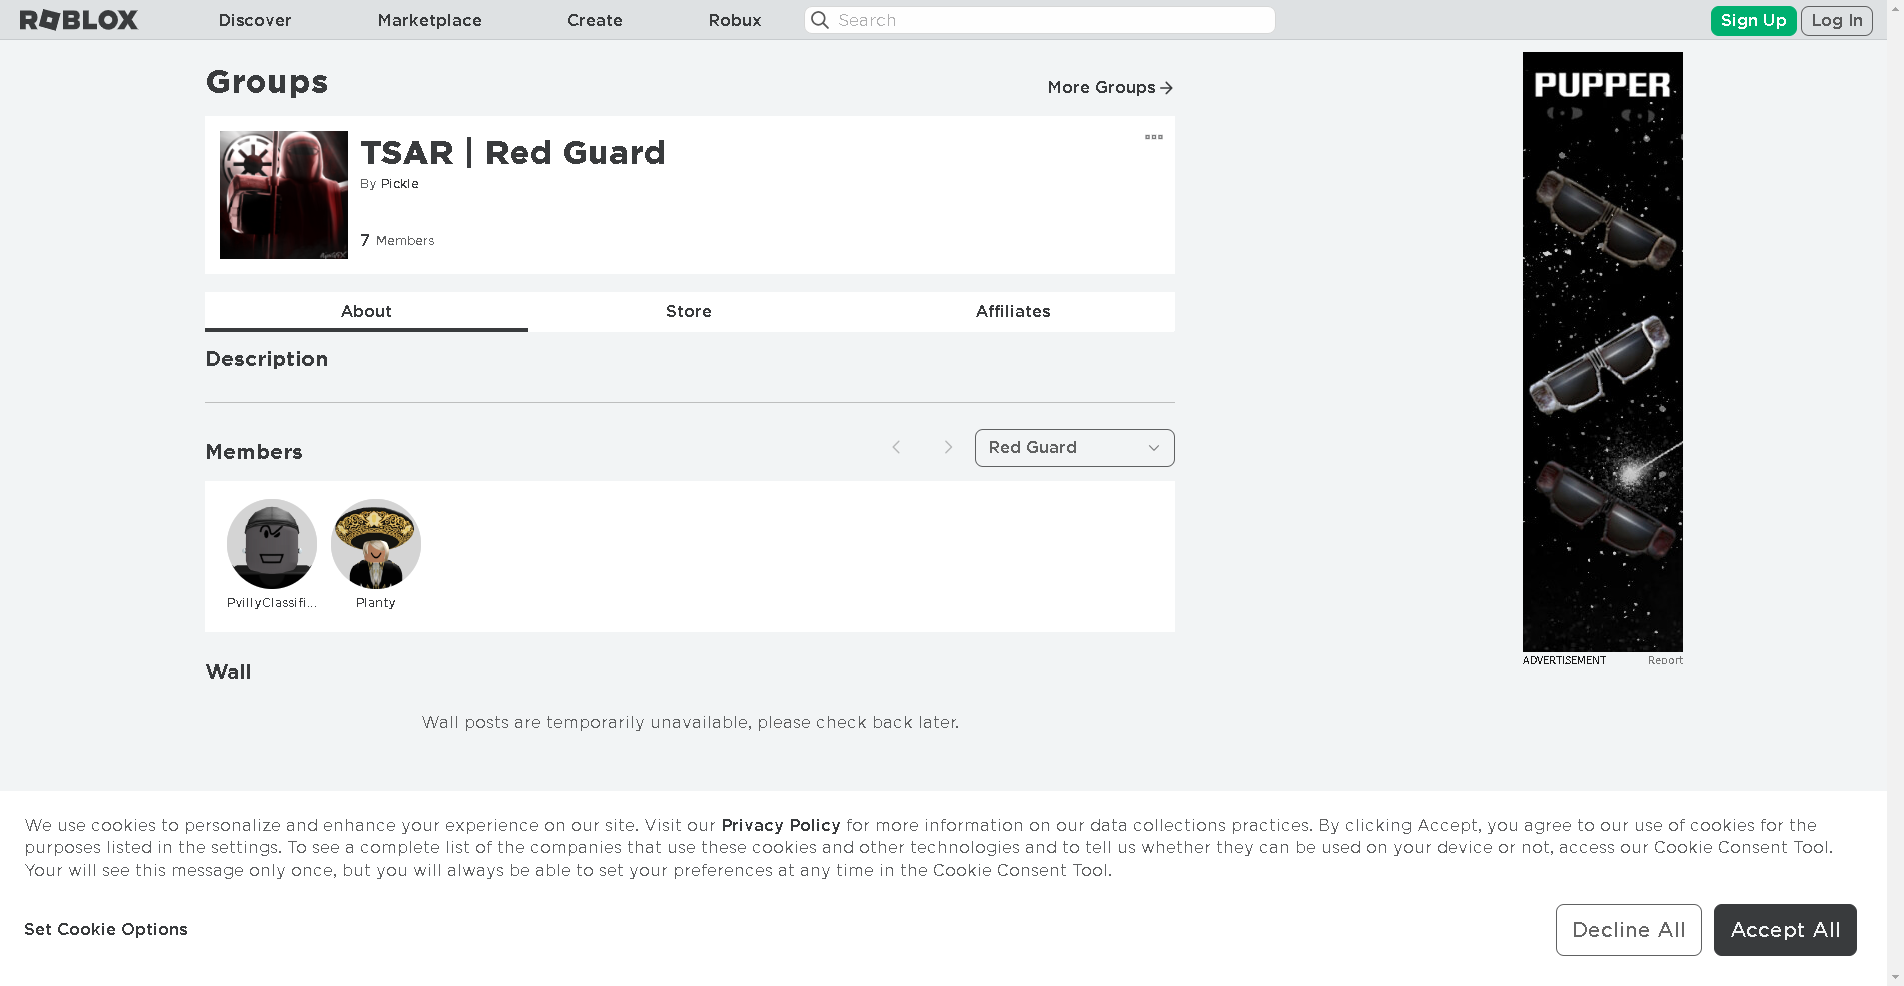 ROBLOX
Discover
Marketplace
Create
Robux
Search
Sign Up
Log In
Groups
More Groups
TSAR | Red Guard
By Pickle
7 Members
About
Store
Affiliates
Description
Members
Red Guard
PvillyClassifi...
Planty
Wall
Wall posts are temporarily unavailable, please check back later.
PUPPER
ADVERTISEMENT
Report
We use cookies to personalize and enhance your experience on our site. Visit our Privacy Policy for more information on our data collections practices. By clicking Accept, you agree to our use of cookies for the
purposes listed in the settings. To see a complete list of the companies that use these cookies and other technologies and to tell us whether they can be used on your device or not, access our Cookie Consent Tool.
Your will see this message only once, but you will always be able to set your preferences at any time in the Cookie Consent Tool.
Set Cookie Options
Decline All
Accept All